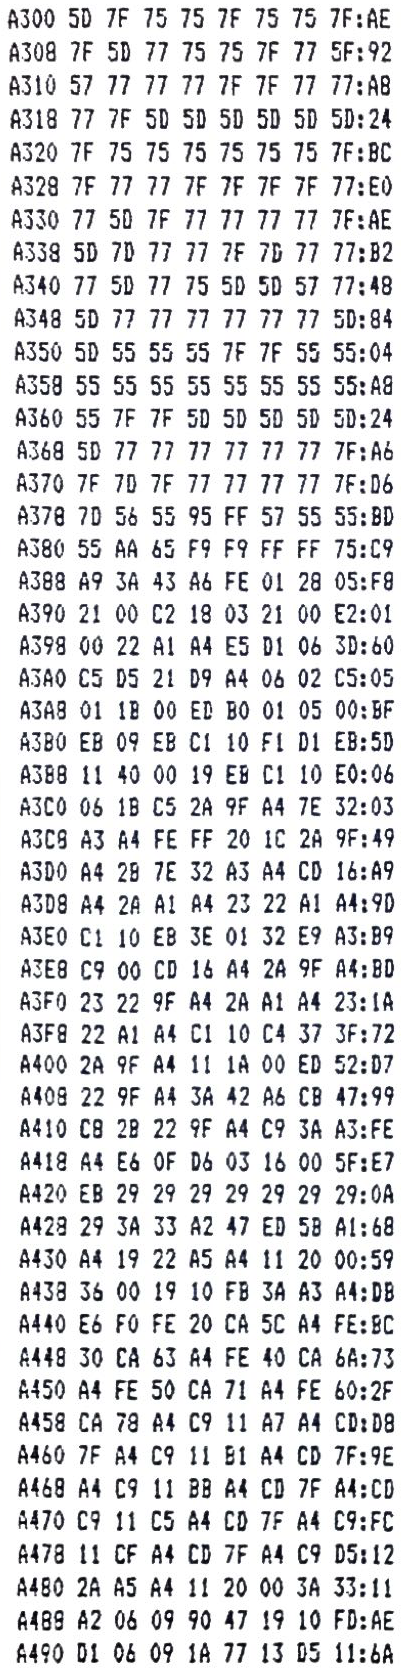 A300 5D 7F 75 75 7F 75 75 7F:AE
A308 7F 5D 77 75 75 7F 77 5F:92
A310 57 77 77 77 7F 7F 77 77:A8
A318 77 7F 5D 5D 5D 5D 5D 5D:24
A320 7F 75 75 75 75 75 75 7F:BC
A328 7F 77 77 7F 7F 7F 7F 77:E0
A330 77 5D 7F 77 77 77 77 7F:AE
A338 5D 7D 77 77 7F 7D 77 77:B2
A340 77 5D 77 75 5D 5D 57 77:48
A348 5D 77 77 77 77 77 77 5D:84
A350 5D 55 55 55 7F 7F 55 55:04
A358 55 55 55 55 55 55 55 55:A8
A360 55 7F 7F 5D 5D 5D 5D 5D:24
A368 5D 77 77 77 77 77 77 7F:A6
A370 7F 7D 7F 77 77 77 77 7F:D6
A378 7D 56 55 95 FF 57 55 55:BD
A380 55 AA 65 F9 F9 FF FF 75:C9
A388 A9 3A 43 A6 FE 01 28 05:F8
A390 21 00 C2 18 03 21 00 E2:01
A398 00 22 A1 A4 E5 D1 06 3D:60
A3A0 C5 D5 21 D9 A4 06 02 C5:05
A3A8 01 1B 00 ED B0 01 05 00:BF
A3B0 EB 09 EB C1 10 F1 D1 EB:5D
A3B8 11 40 00 19 EB C1 10 E0:06
A3C0 06 1B C5 2A 9F A4 7E 32:03
A3C8 A3 A4 FE FF 20 1C 2A 9F:49
A3D0 A4 2B 7E 32 A3 A4 CD 16:A9
A3D8 A4 2A A1 A4 23 22 A1 A4:9D
A3E0 C1 10 EB 3E 01 32 E9 A3:B9
A3E8 C9 00 CD 16 A4 2A 9F A4:BD
A3F0 23 22 9F A4 2A A1 A4 23:1A
A3F8 22 A1 A4 C1 10 C4 37 3F:72
A400 2A 9F A4 11 1A 00 ED 52:D7
A408 22 9F A4 3A 42 A6 CB 47:99
A410 C8 2B 22 9F A4 C9 3A A3:FE
A418 A4 E6 0F D6 03 16 00 5F:E7
A420 EB 29 29 29 29 29 29 29:0A
A428 29 3A 33 A2 47 ED 5B A1:68
A430 A4 19 22 A5 A4 11 20 00:59
A438 36 00 19 10 FB 3A A3 A4:DB
A440 E6 F0 FE 20 CA 5C A4 FE:BC
A448 30 CA 63 A4 FE 40 CA 6A:73
A450 A4 FE 50 CA 71 A4 FE 60:2F
A458 CA 78 A4 C9 11 A7 A4 CD:D8
A460 7F A4 C9 11 B1 A4 CD 7F:9E
A468 A4 C9 11 BB A4 CD 7F A4:CD
A470 C9 11 C5 A4 CD 7F A4 C9:FC
A478 11 CF A4 CD 7F A4 C9 D5:12
A480 2A A5 A4 11 20 00 3A 33:11
A488 A2 06 09 90 47 19 10 FD:AE
A490 D1 06 09 1A 77 13 D5 11:6A